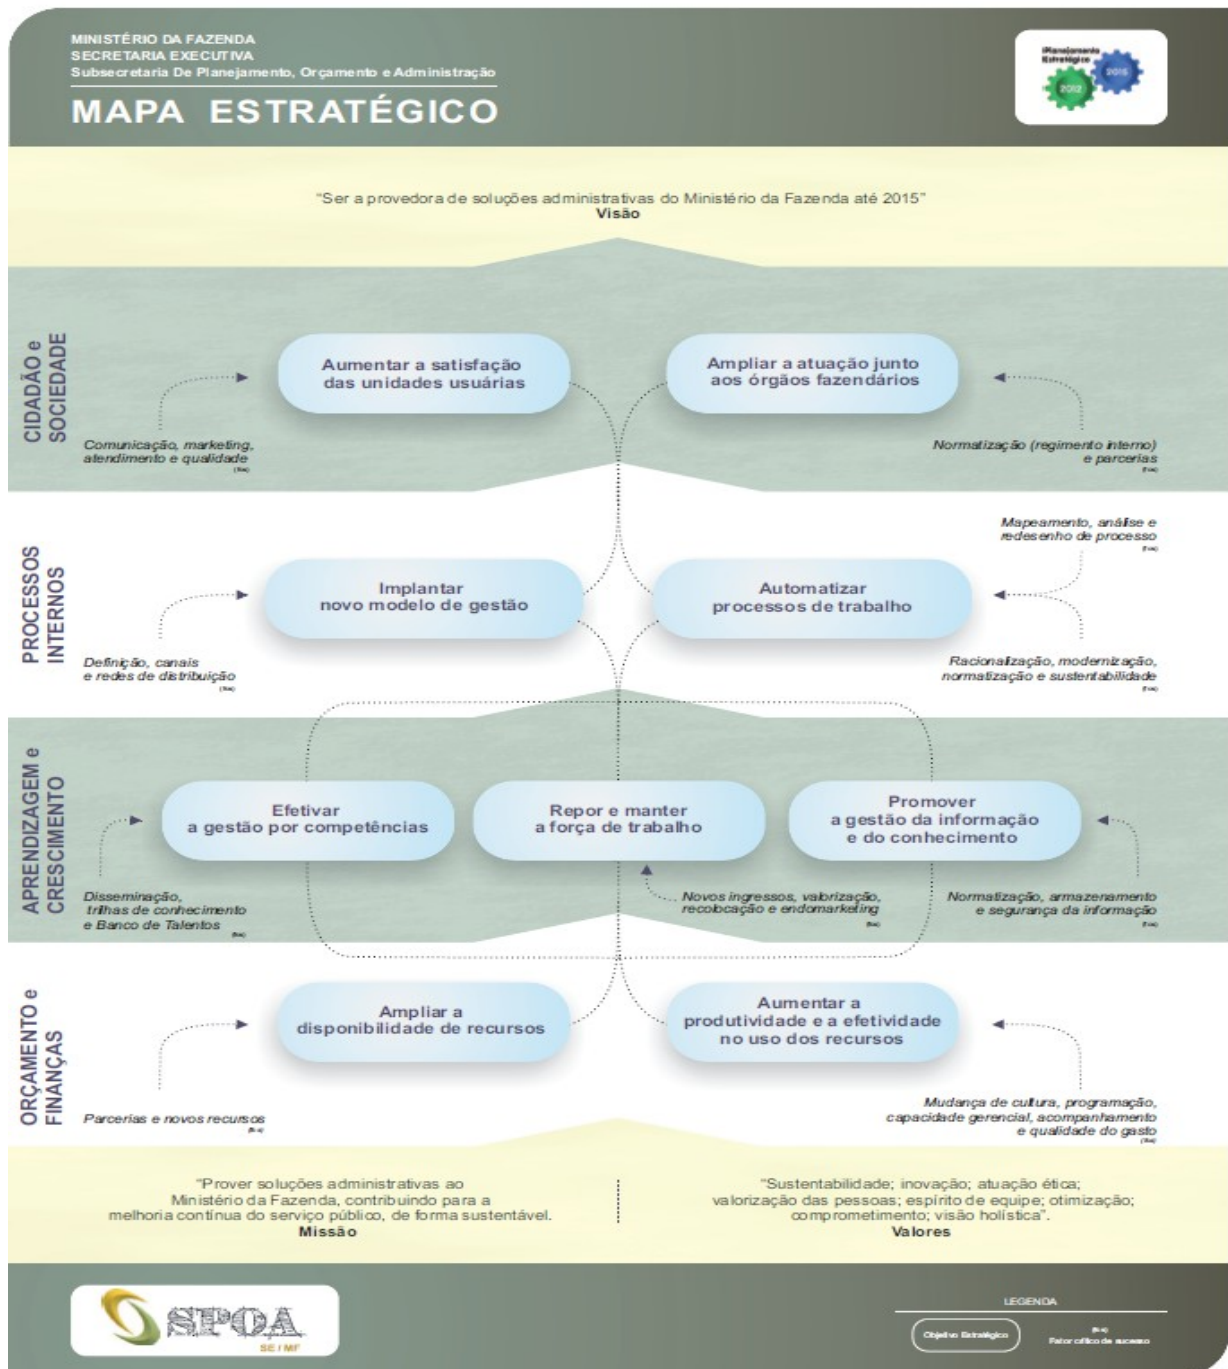 MINISTÉRIO DA FAZENDA
SECRETARIA EXECUTIVA
Subsecretaria De Planejamento, Orçamento e Administração
MAPA ESTRATÉGICO
Planejamento
Estratégico
2012
2015
"Ser a provedora de soluções administrativas do Ministério da Fazenda até 2015"
Visão
CIDADÃO e
SOCIEDADE
Aumentar a satisfação
das unidades usuárias
Ampliar a atuação junto
aos órgãos fazendários
Comunicação, marketing,
atendimento e qualidade
Normatização (regimento interno)
e parcerias
PROCESSOS
INTERNOS
Mapeamento, análise e
redesenho de processo
Implantar
novo modelo de gestão
Automatizar
processos de trabalho
Definição, canais
e redes de distribuição
Racionalização, modernização,
normatização e sustentabilidade
APRENDIZAGEM e
CRESCIMENTO
Efetivar
a gestão por competências
Repor e manter
a força de trabalho
Promover
a gestão da informação
e do conhecimento
Disseminação,
trilhas de conhecimento
e Banco de Talentos
Novos ingressos, valorização,
recolocação e endomarketing
Normatização, armazenamento
e segurança da informação
ORÇAMENTO e
FINANÇAS
Ampliar a
disponibilidade de recursos
Aumentar a
produtividade e a efetividade
no uso dos recursos
Parcerias e novos recursos
Mudança de cultura, programação,
capacidade gerencial, acompanhamento
e qualidade do gasto
"Prover soluções administrativas ao
Ministério da Fazenda, contribuindo para a
melhoria contínua do serviço público, de forma sustentável.
Missão
"Sustentabilidade; inovação; atuação ética;
valorização das pessoas; espírito de equipe; otimização;
comprometimento; visão holística".
Valores
SPOA
SE / MF
LEGENDA
Objetivo Estratégico
Fator crítico de sucesso